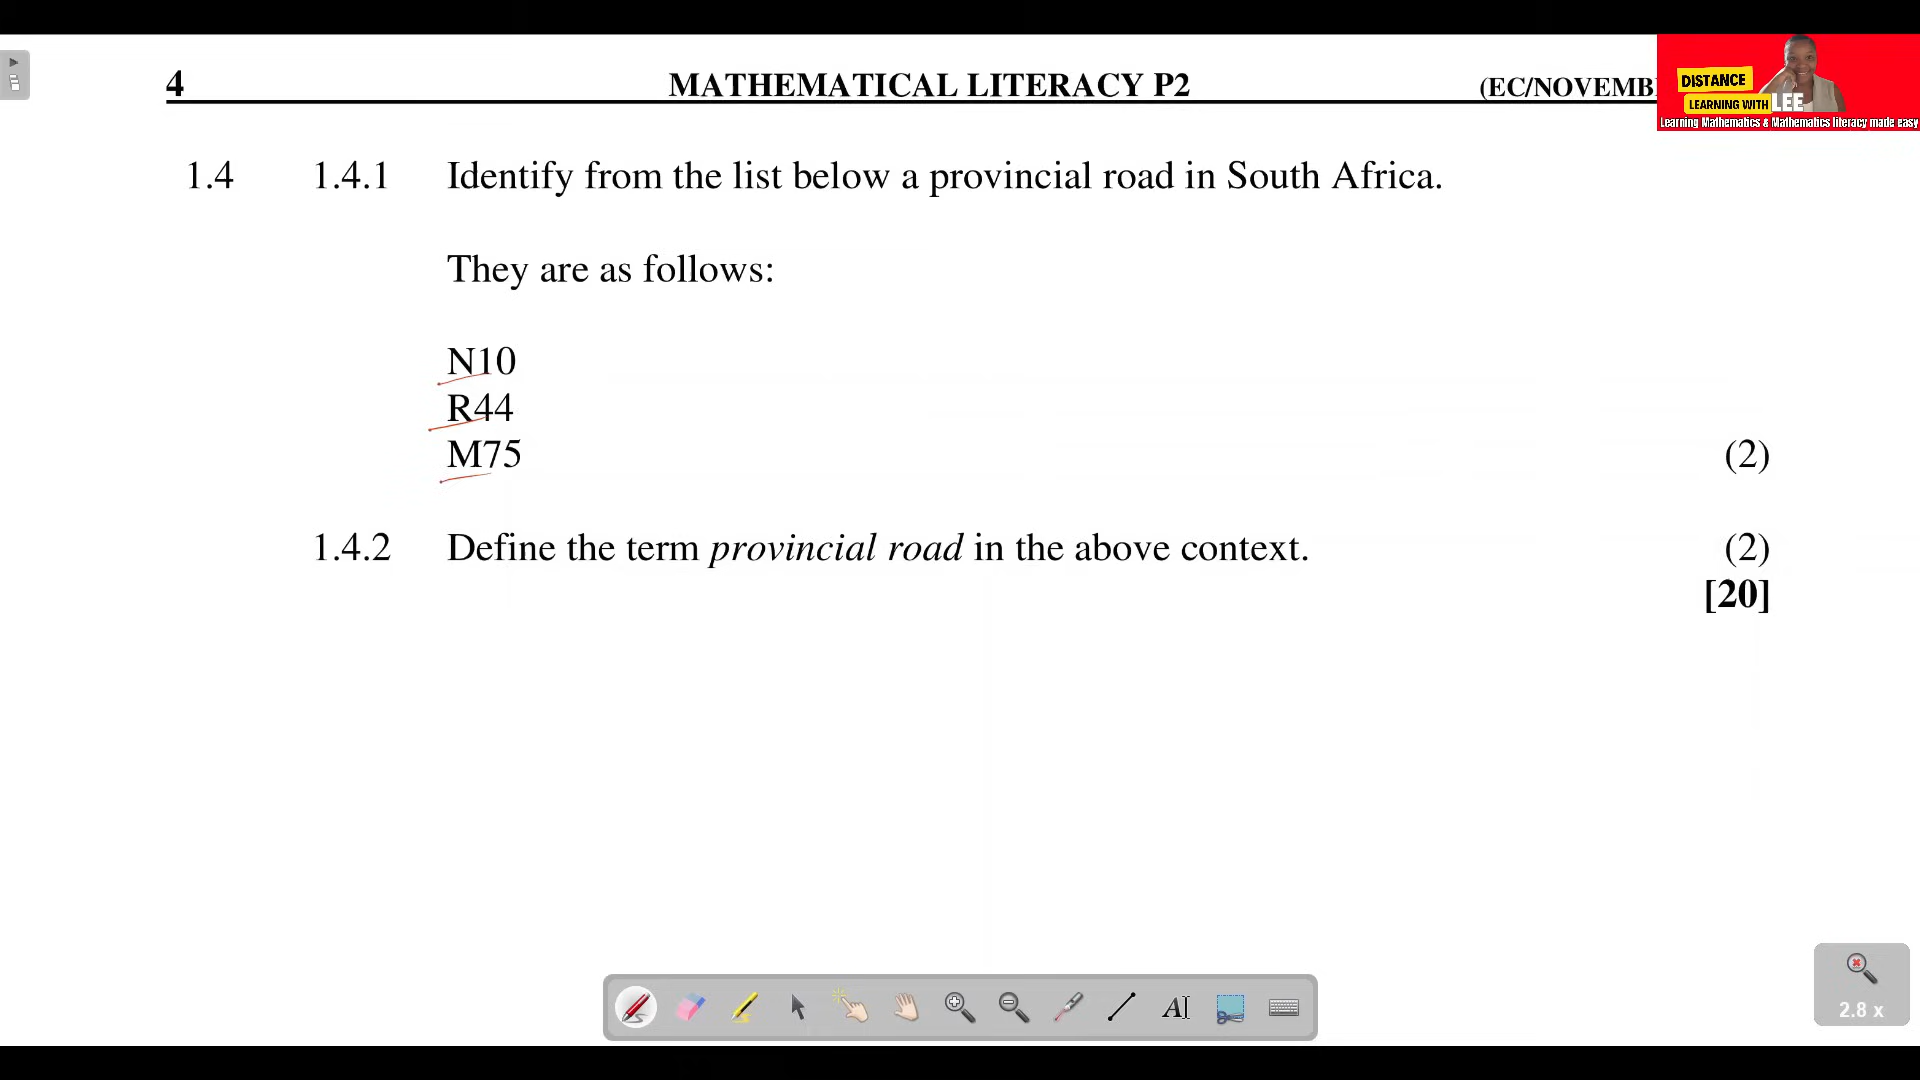 4 MATHEMATICAL LITERACY P2 (EC/NOVEMB
DISTANCE
LEARNING WITH LEE
Learning Mathematics & Mathematics literacy made easy
1.4 1.4.1 Identify from the list below a provincial road in South Africa.
They are as follows:
N10
R44
M75 (2)
1.4.2 Define the term provincial road in the above context. (2)
[20]
A
2.8 x